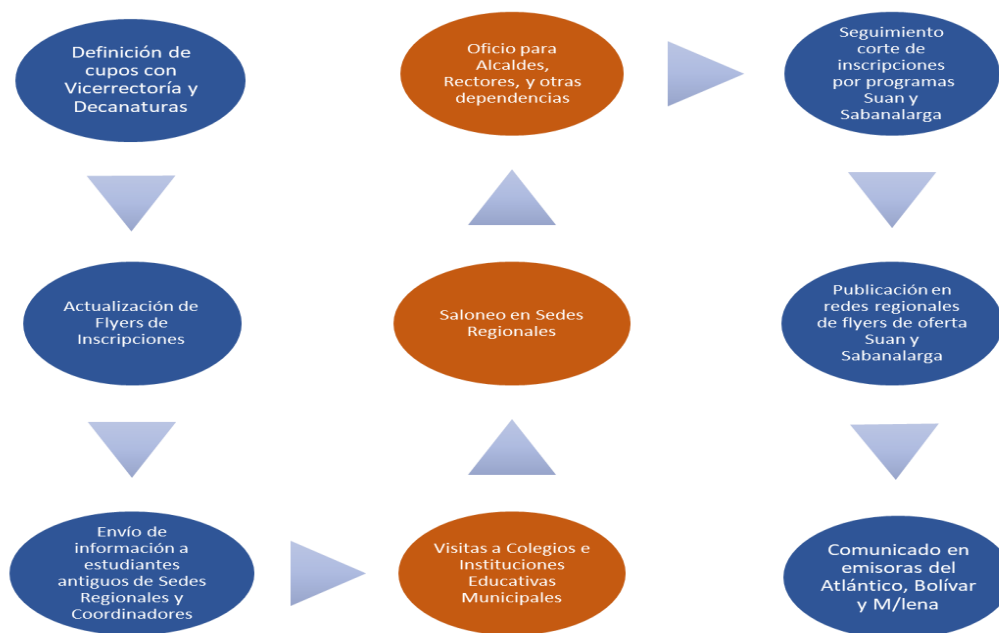 Definición de
cupos con
Vicerrectoría y
Decanaturas
Actualización de
Flyers de
Inscripciones
Envío de
información a
estudiantes
antiguos de Sedes
Regionales y
Coordinadores
Visitas a Colegios e
Instituciones
Educativas
Municipales
Saloneo en Sedes
Regionales
Oficio para
Alcaldes,
Rectores, y otras
dependencias
Seguimiento
corte de
inscripciones
por programas
Suan y
Sabanalarga
Publicación en
redes regionales
de flyers de oferta
Suan y
Sabanalarga
Comunicado en
emisoras del
Atlántico, Bolívar
y M/lena